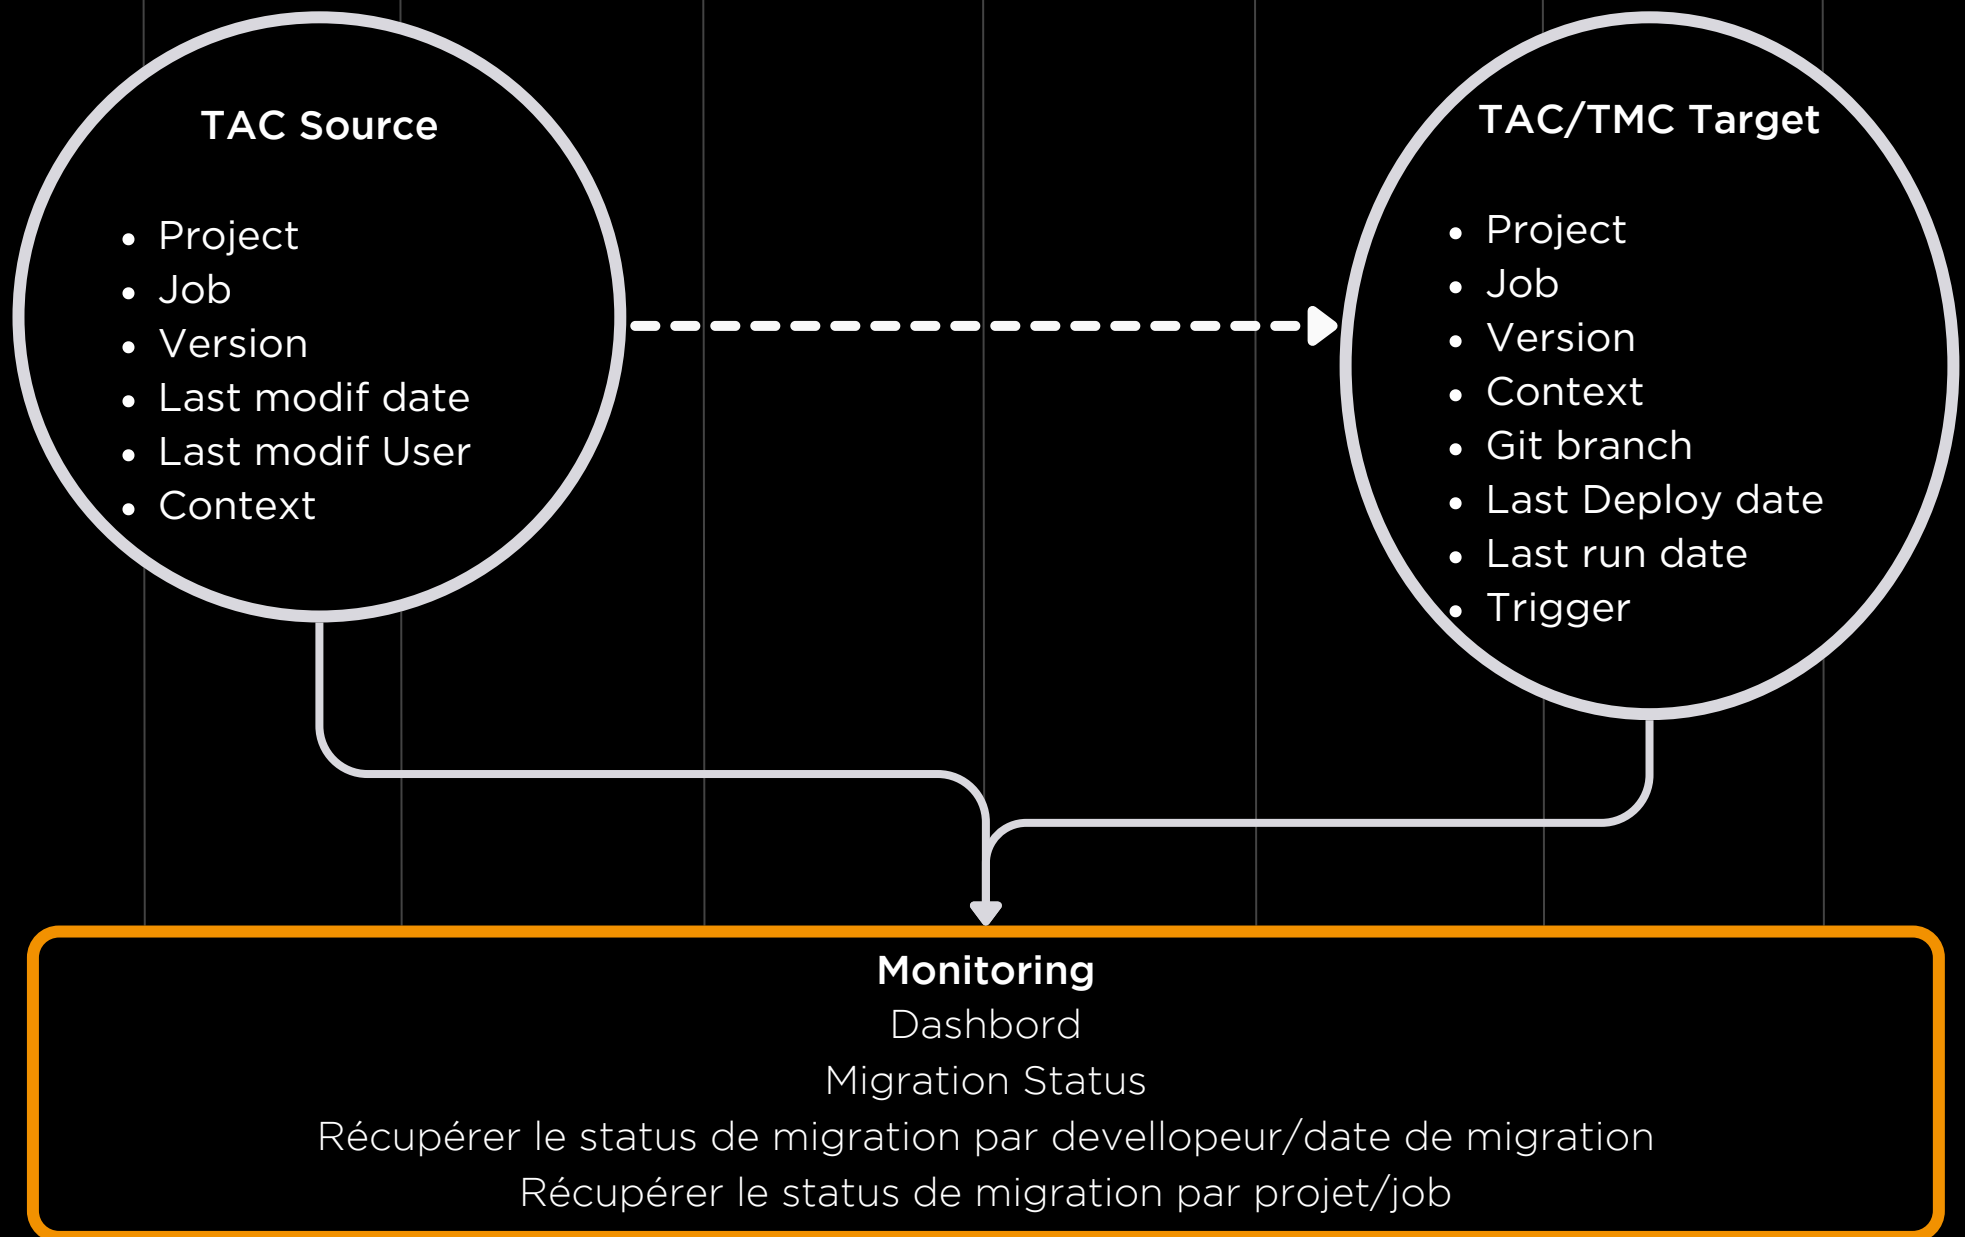 TAC Source
• Project
• Job
• Version
• Last modif date
• Last modif User
• Context
TAC/TMC Target
• Project
• Job
• Version
• Context
• Git branch
• Last Deploy date
• Last run date
• Trigger
Monitoring
Dashbord
Migration Status
Récupérer le status de migration par devellopeur/date de migration
Récupérer le status de migration par projet/job